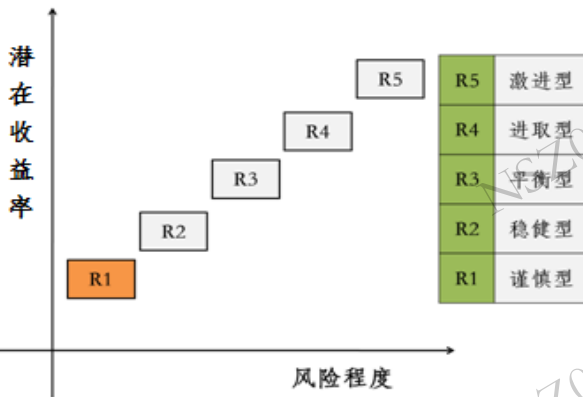 潜在收益率
R5
R4
R3
R2
R1
风险程度
R5 激进型
R4 进取型
R3 平衡型
R2 稳健型
R1 谨慎型